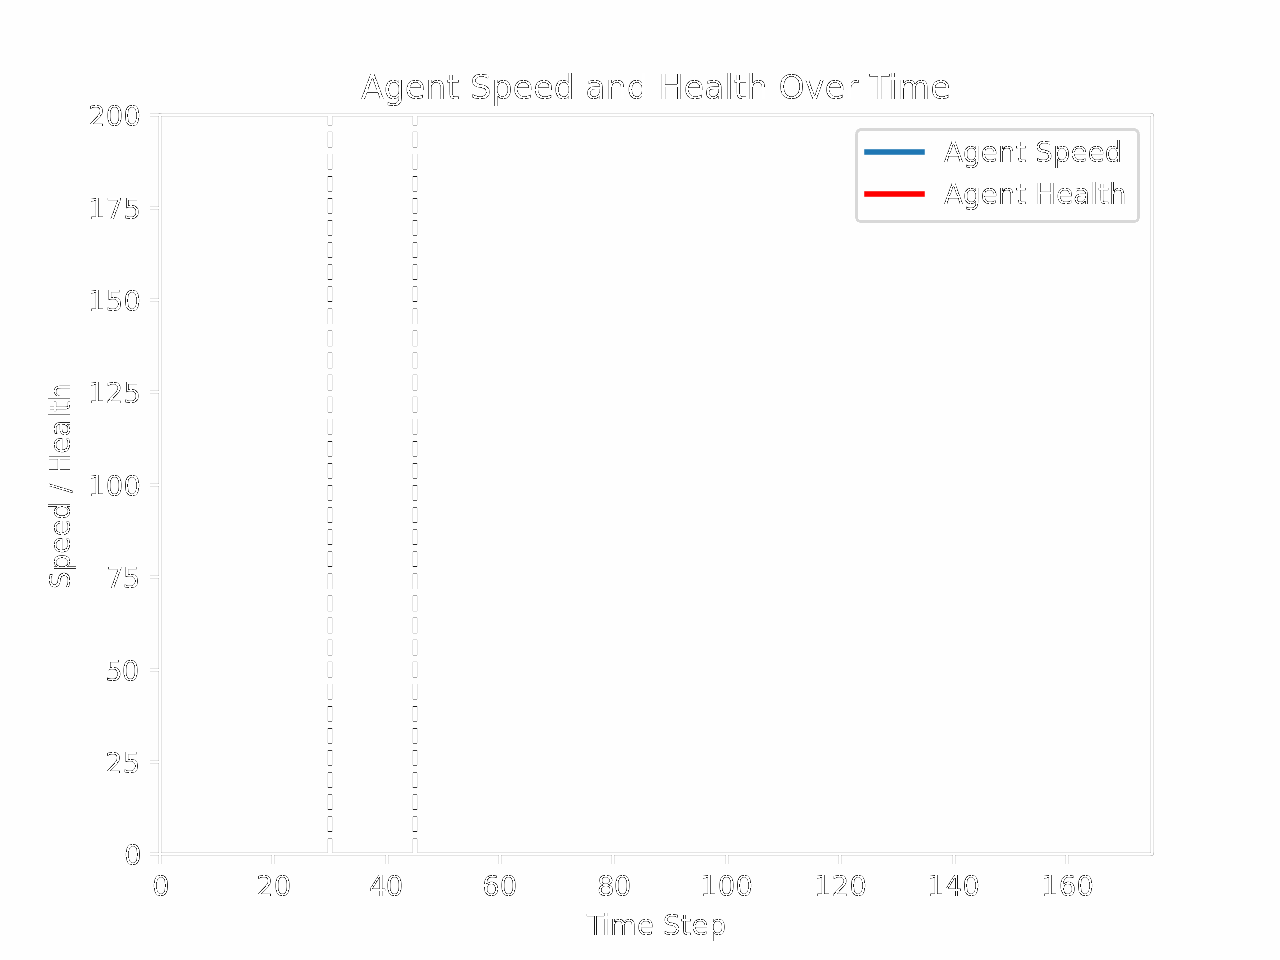 Agent Speed and Health Over Time
Agent Speed
Agent Health
200
175
150
125
100
75
50
25
0
Speed / Health
0 20 40 60 80 100 120 140 160
Time Step